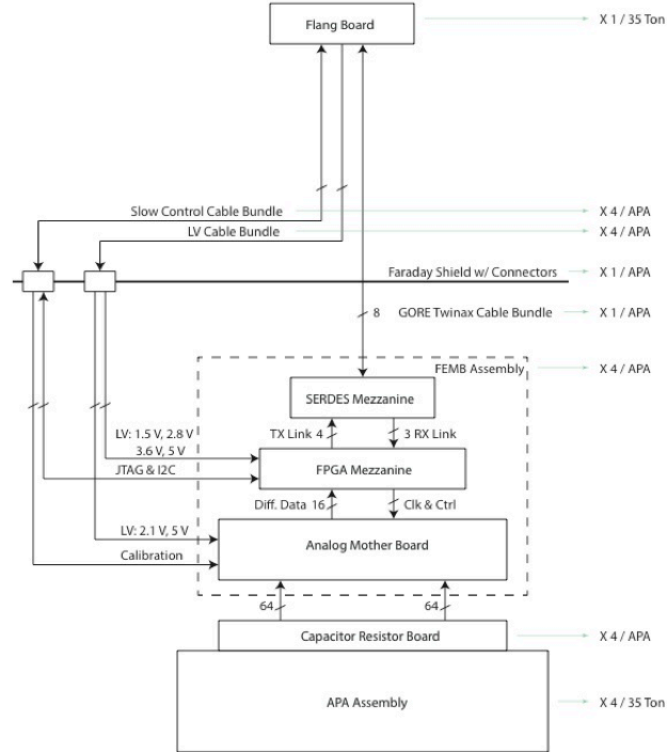 Flang Board
X 1 / 35 Ton
Slow Control Cable Bundle
X 4 / APA
LV Cable Bundle
X 4 / APA
Faraday Shield w/ Connectors
X 1 / APA
8
GORE Twinax Cable Bundle
X 1 / APA
FEMB Assembly
X 4 / APA
SERDES Mezzanine
TX Link 4
3 RX Link
LV: 1.5 V, 2.8 V
3.6 V, 5 V
FPGA Mezzanine
JTAG & I2C
Diff. Data 16
Clk & Ctrl
LV: 2.1 V, 5 V
Analog Mother Board
Calibration
64
64
Capacitor Resistor Board
X 4 / APA
APA Assembly
X 4 / 35 Ton